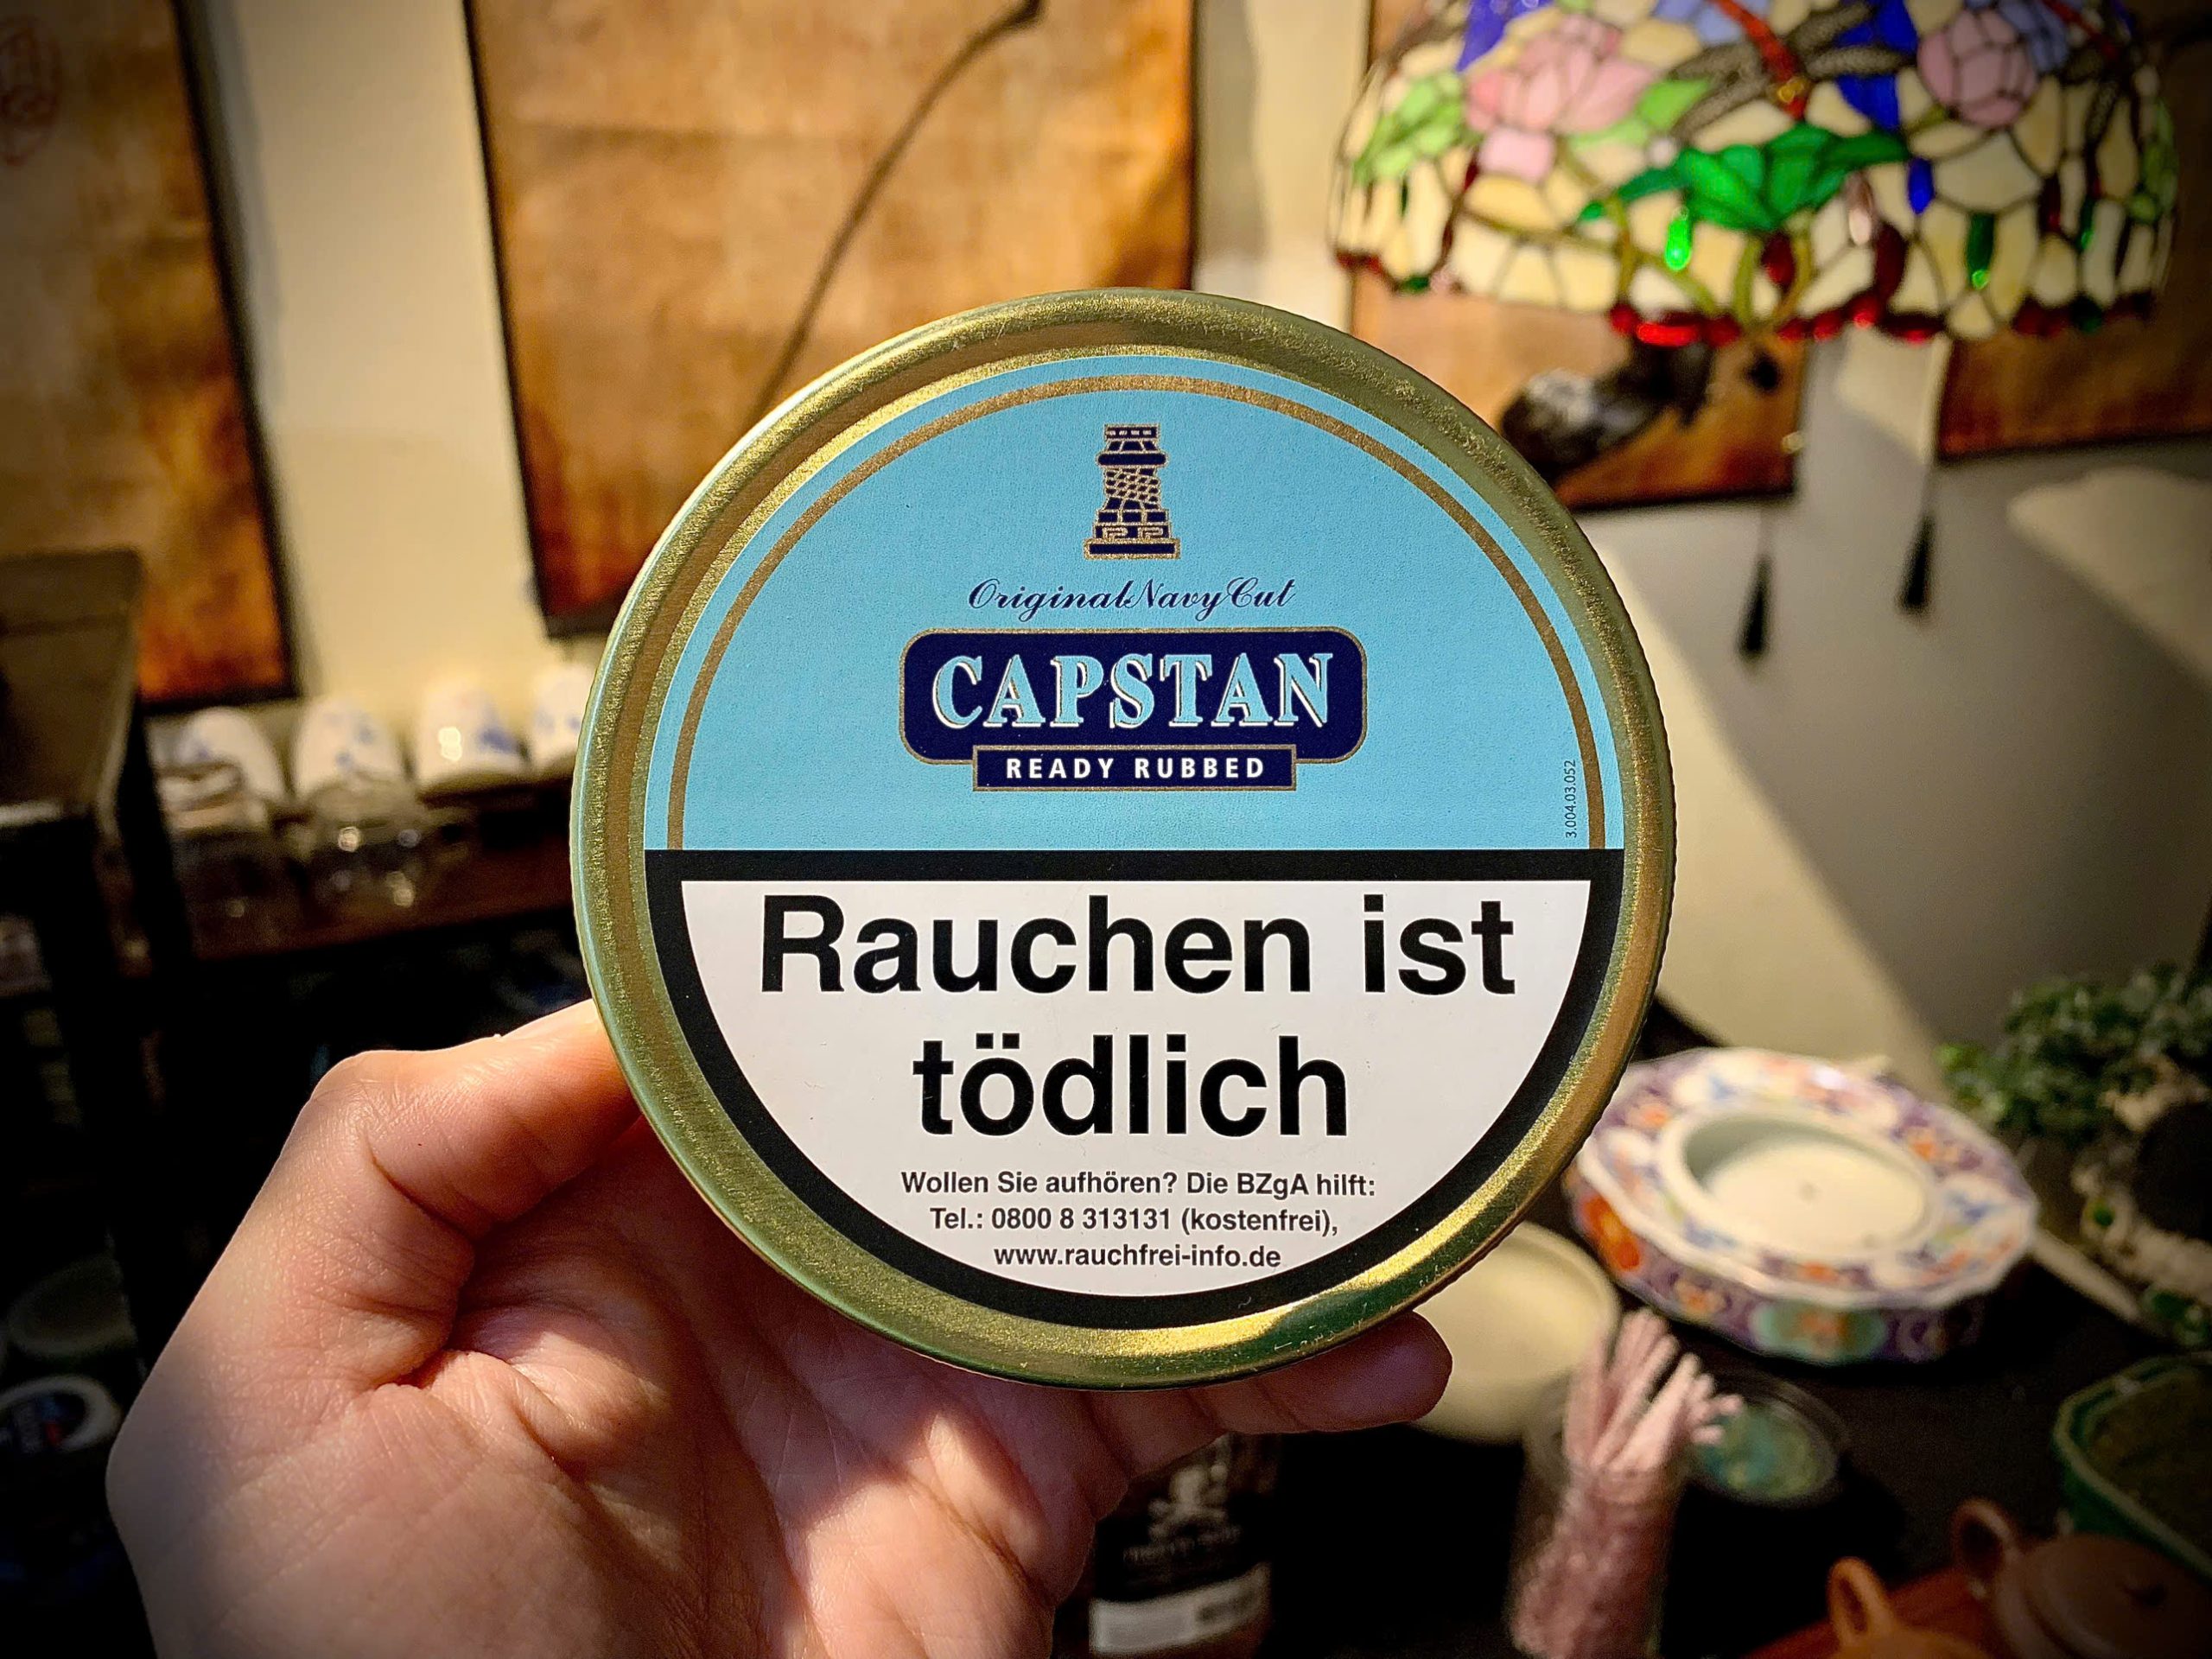 Original Navy Cut
CAPSTAN
READY RUBBED
3.004.03.052
Rauchen ist
tödlich
Wollen Sie aufhören? Die BZgA hilft:
Tel.: 0800 8 313131 (kostenfrei),
www.rauchfrei-info.de